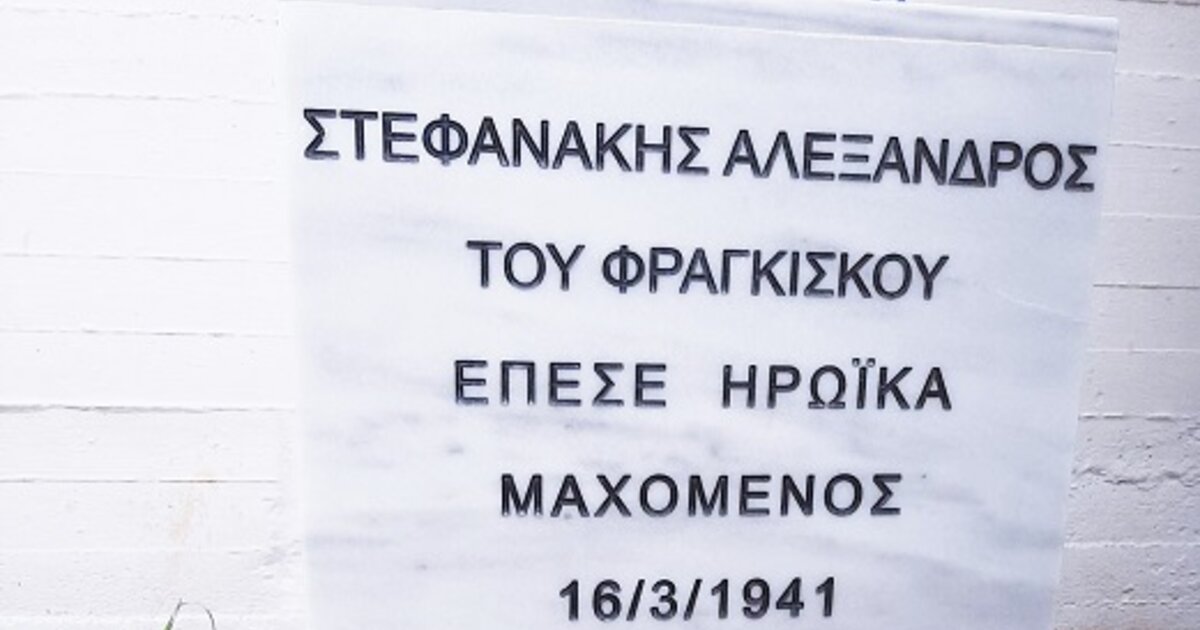 ΣΤΕΦΑΝΑΚΗΣ ΑΛΕΞΑΝΔΡΟΣ
ΤΟΥ ΦΡΑΓΚΙΣΚΟΥ
ΕΠΕΣΕ ΗΡΩΪΚΑ
ΜΑΧΟΜΕΝΟΣ
16/3/1941